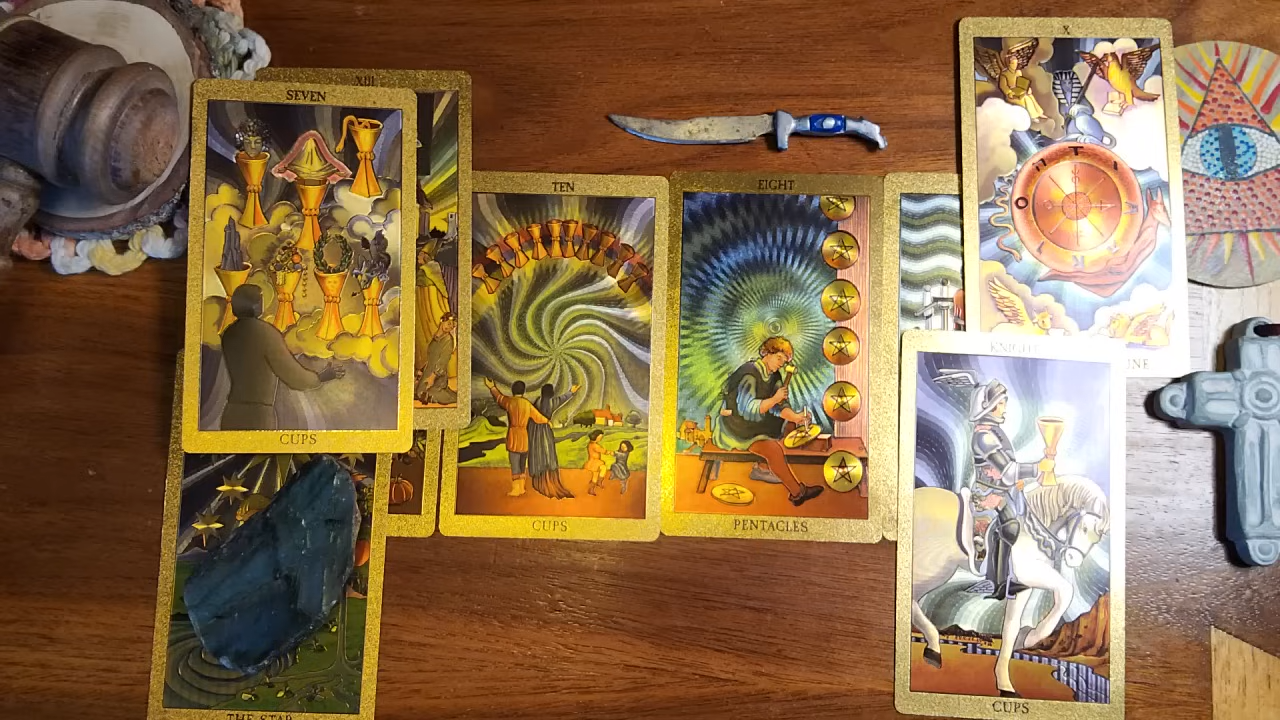 XIII
SEVEN
CUPS
THE STAR
TEN
CUPS
EIGHT
PENTACLES
X
KNIGHT
CUPS